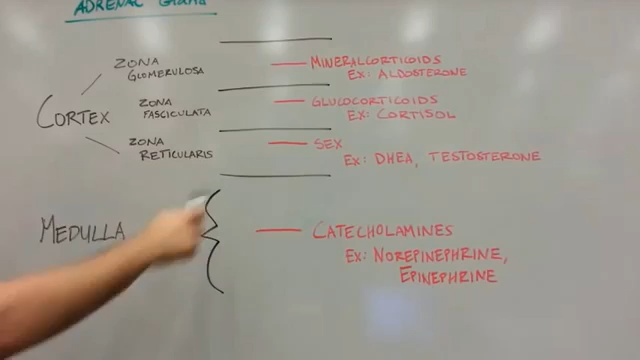 ADRENAL Gland
ZONA
GLOMERULOSA
MINERALCORTICOIDS
EX: ALDOSTERONE
CORTEX
ZONA
FASCICULATA
GLUCOCORTICOIDS
EX: CORTISOL
ZONA
RETICULARIS
SEX
EX: DHEA, TESTOSTERONE
MEDULLA
CATECHOLAMINES
EX: NOREPINEPHRINE,
EPINEPHRINE